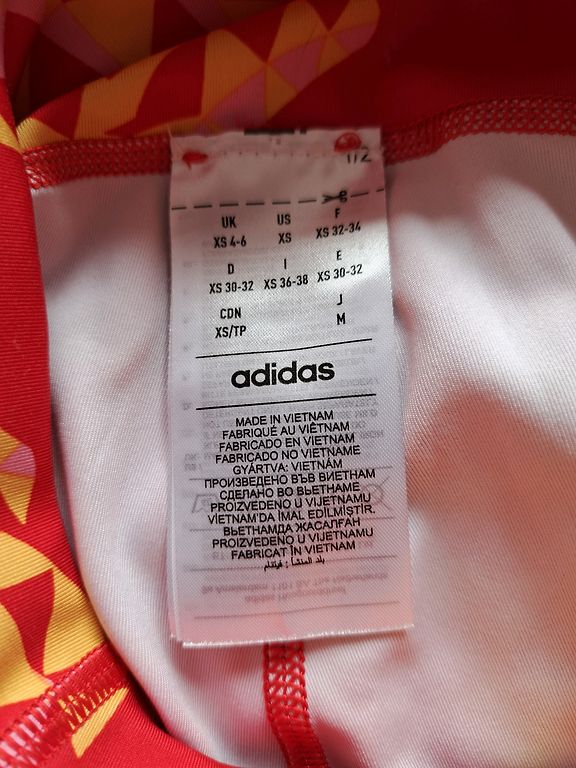 1/2
UK US F
XS 4-6 XS XS 32-34
D I E
XS 30-32 XS 36-38 XS 30-32
CDN J
XS/TP M
adidas
MADE IN VIETNAM
FABRIQUÉ AU VIÊTNAM
FABRICADO EN VIETNAM
FABRICADO NO VIETNAME
GYÁRTVA: VIETNÁM
ПРОИЗВЕДЕНО ВЪВ ВИЕТНАМ
СДЕЛАНО ВО ВЬЕТНАМЕ
PROIZVEDENO U VIJETNAMU
VIETNAM'DA İMAL EDİLMİŞTİR.
ВЬЕТНАМДА ЖАСАЛҒАН
PROIZVEDENO U VIJETNAMU
FABRICAT ÎN VIETNAM
بلد المنشأ : فيتنام